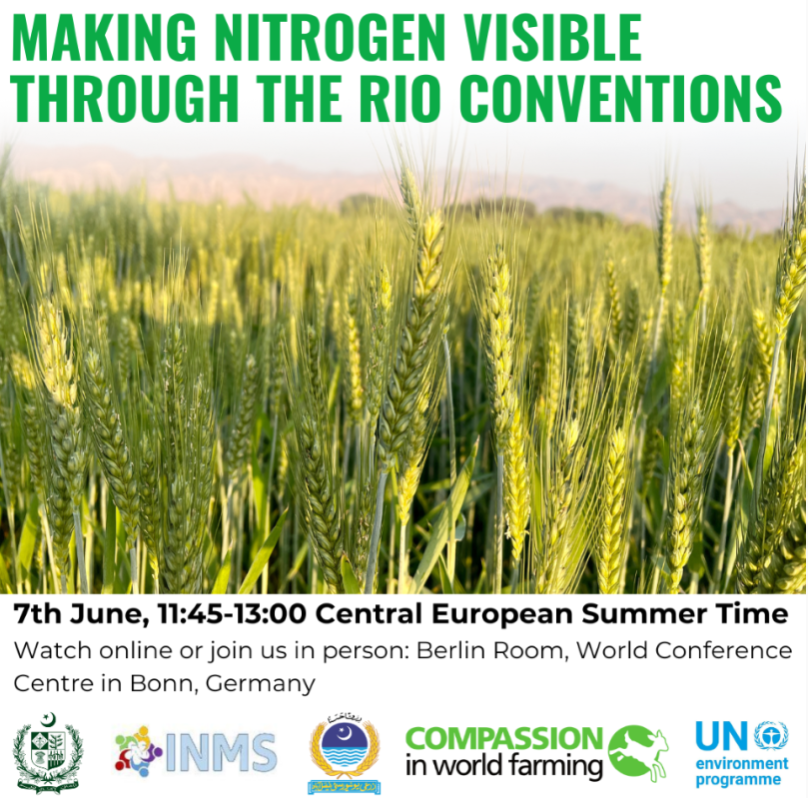 MAKING NITROGEN VISIBLE
THROUGH THE RIO CONVENTIONS
7th June, 11:45-13:00 Central European Summer Time
Watch online or join us in person: Berlin Room, World Conference
Centre in Bonn, Germany
INMS
COMPASSION
in world farming
UN
environment
programme